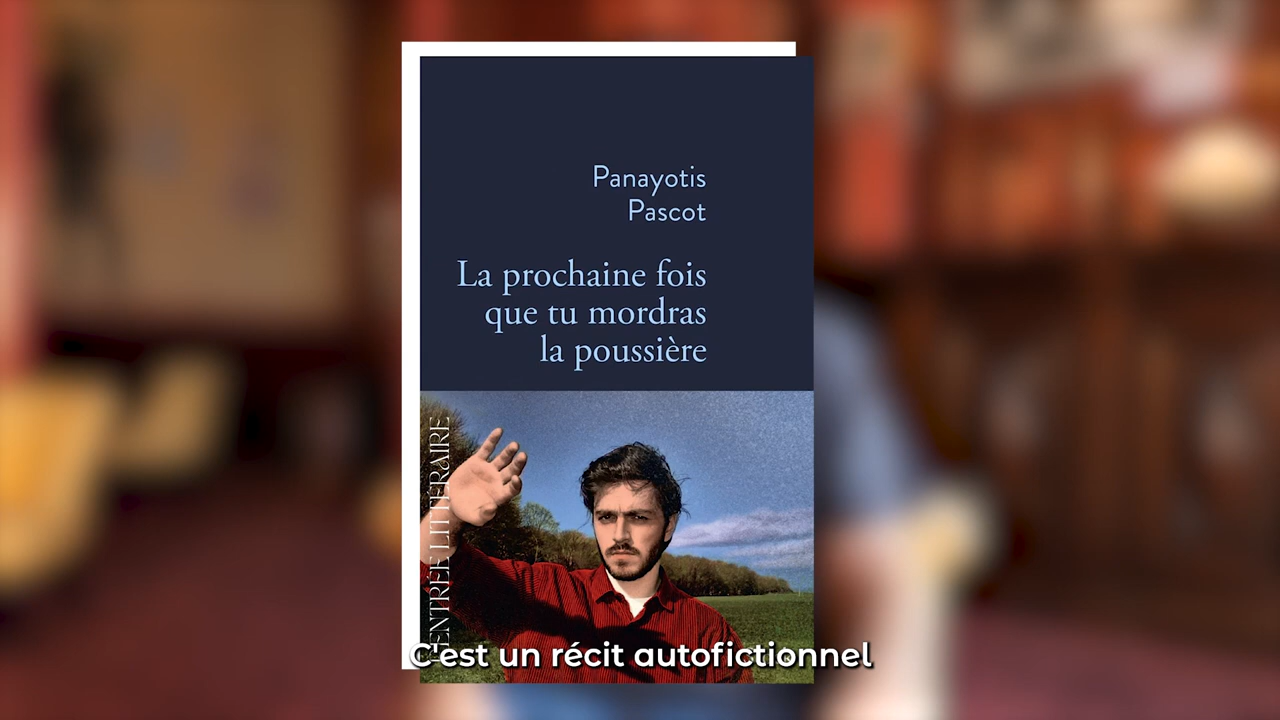 Panayotis
Pascot
La prochaine fois
que tu mordras
la poussière
ENTRÉE LITTÉRAIRE
C'est un récit autofictionnel